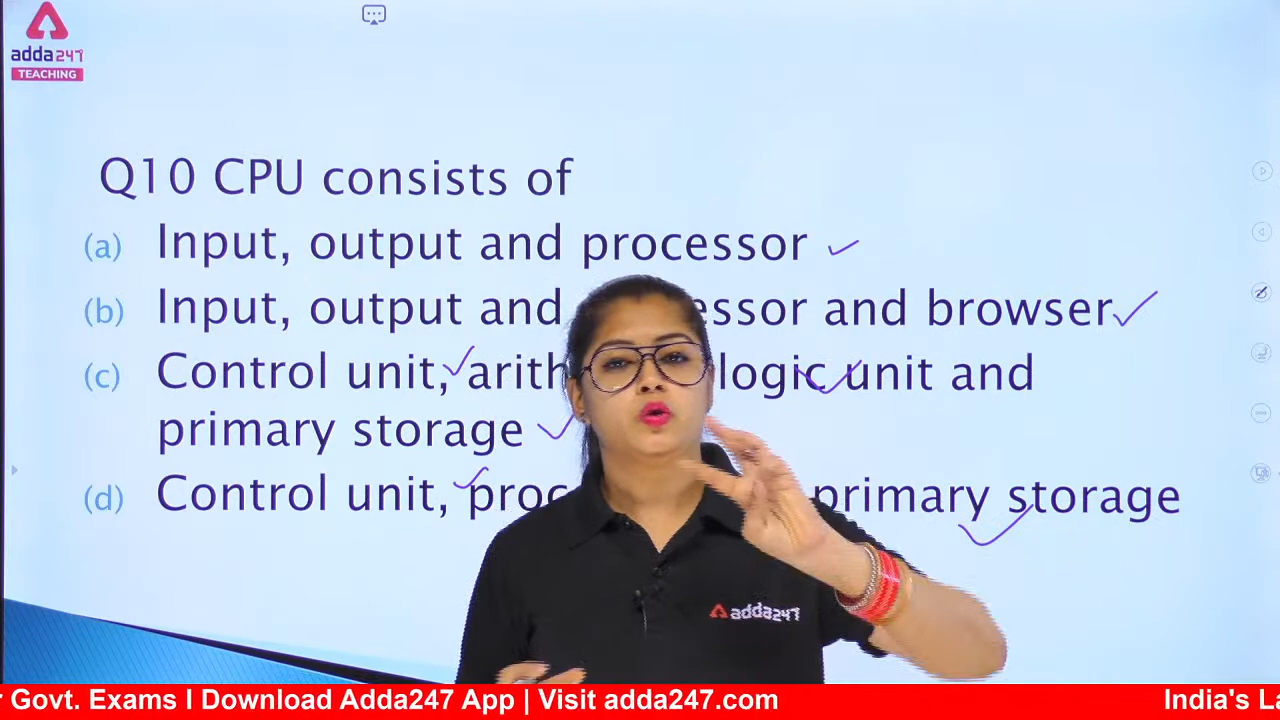 adda247
TEACHING
Q10 CPU consists of
(a) Input, output and processor
(b) Input, output and essor and browser
(c) Control unit, arith logic unit and
primary storage
(d) Control unit, proc primary storage
adda247
r Govt. Exams I Download Adda247 App | Visit adda247.com India's La